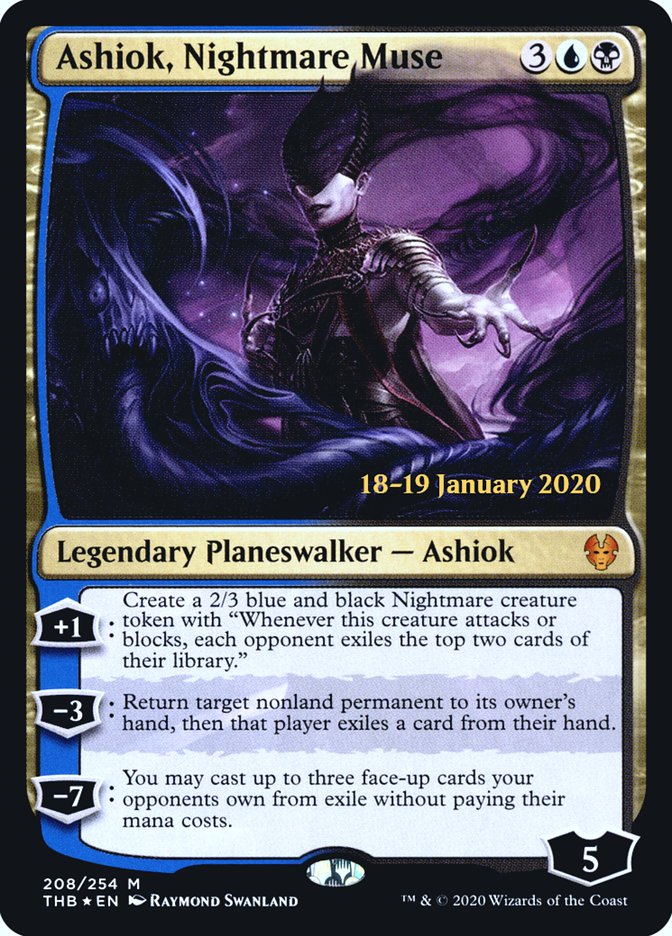 Ashiok, Nightmare Muse 3
18–19 January 2020
Legendary Planeswalker — Ashiok
+1: Create a 2/3 blue and black Nightmare creature
token with “Whenever this creature attacks or
blocks, each opponent exiles the top two cards of
their library.”
−3: Return target nonland permanent to its owner’s
hand, then that player exiles a card from their hand.
−7: You may cast up to three face-up cards your
opponents own from exile without paying their
mana costs.
5
208/254 M
THB ★ EN Raymond Swanland
™ & © 2020 Wizards of the Coast